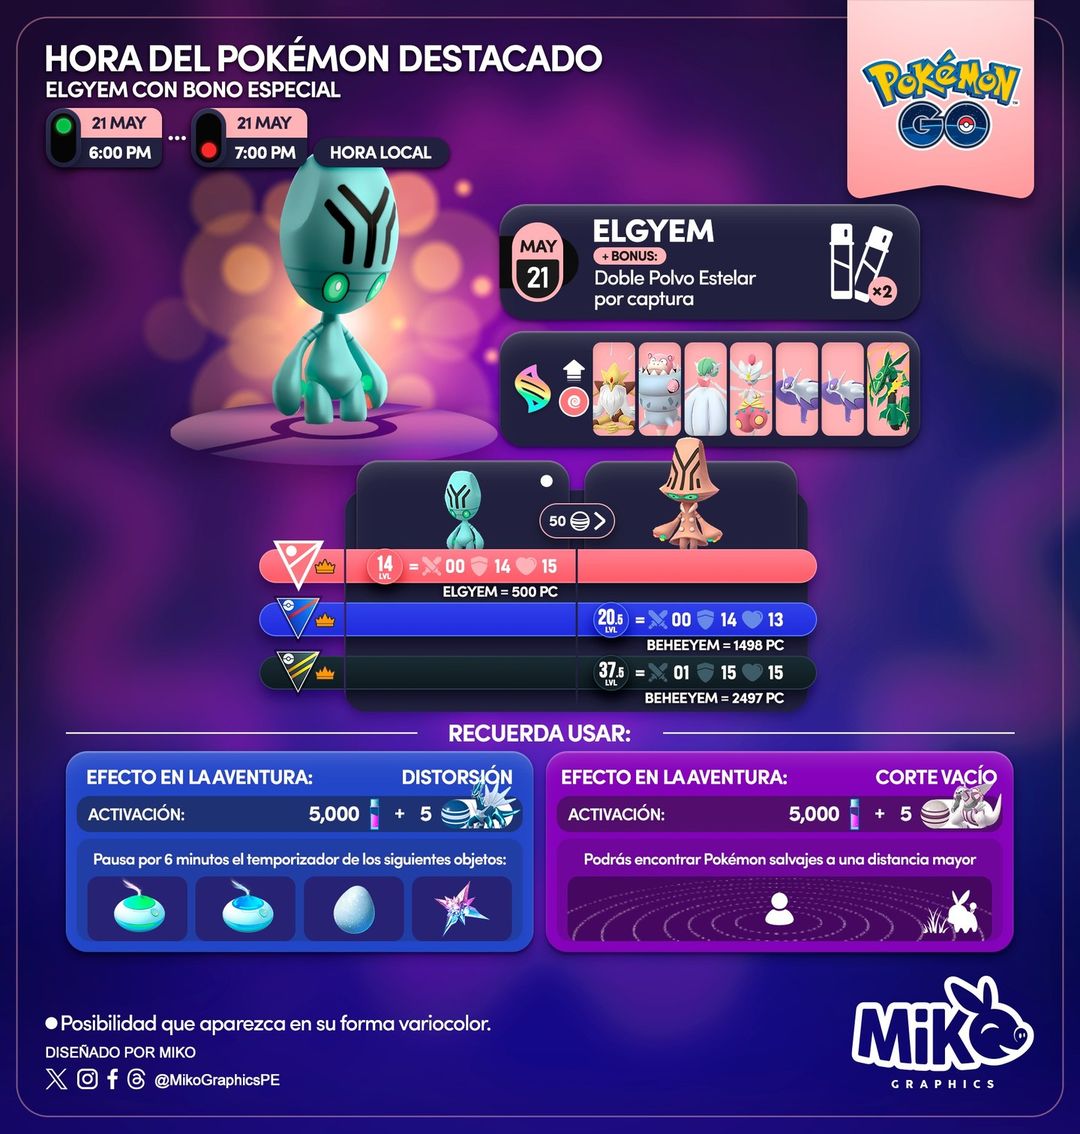 HORA DEL POKÉMON DESTACADO
ELGYEM CON BONO ESPECIAL
21 MAY
6:00 PM
...
21 MAY
7:00 PM
HORA LOCAL
POKÉMON
GO
MAY
21
ELGYEM
+ BONUS:
Doble Polvo Estelar
por captura
×2
50
14
LVL
= 00 14 15
ELGYEM = 500 PC
20.5
LVL
= 00 14 13
BEHEEYEM = 1498 PC
37.5
LVL
= 01 15 15
BEHEEYEM = 2497 PC
RECUERDA USAR:
EFECTO EN LA AVENTURA: DISTORSIÓN
ACTIVACIÓN: 5,000 + 5
Pausa por 6 minutos el temporizador de los siguientes objetos:
EFECTO EN LA AVENTURA: CORTE VACÍO
ACTIVACIÓN: 5,000 + 5
Podrás encontrar Pokémon salvajes a una distancia mayor
Posibilidad que aparezca en su forma variocolor.
DISEÑADO POR MIKO
@MikoGraphicsPE
MiKO
GRAPHICS